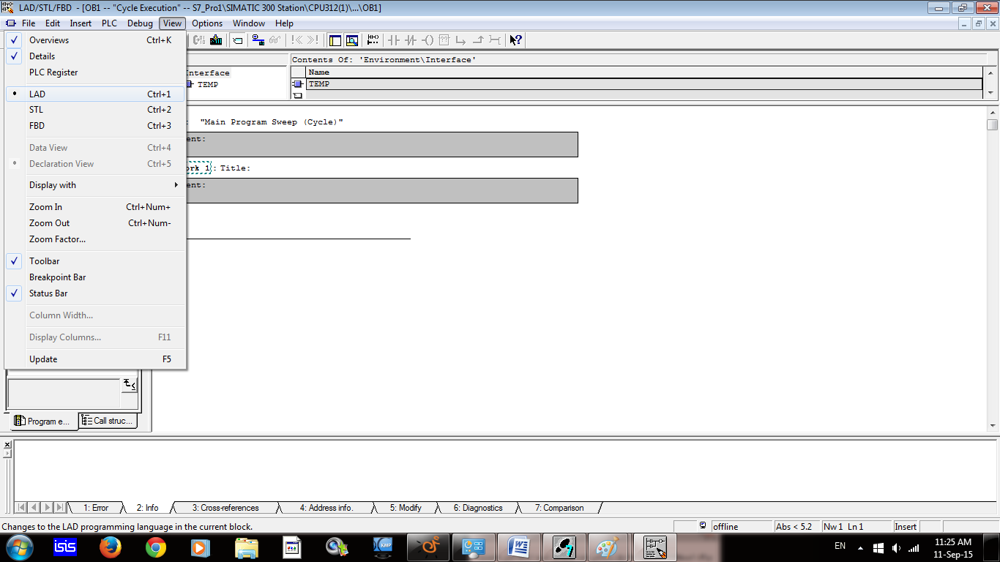 LAD/STL/FBD - [OB1 -- "Cycle Execution" -- S7_Pro1\SIMATIC 300 Station\CPU312(1)\...\OB1]
File Edit Insert PLC Debug View Options Window Help
Overviews Ctrl+K
Details
PLC Register
LAD Ctrl+1
STL Ctrl+2
FBD Ctrl+3
Data View Ctrl+4
Declaration View Ctrl+5
Display with
Zoom In Ctrl+Num+
Zoom Out Ctrl+Num-
Zoom Factor...
Toolbar
Breakpoint Bar
Status Bar
Column Width...
Display Columns... F11
Update F5
Interface
TEMP
Contents Of: 'Environment\Interface'
Name
TEMP
: "Main Program Sweep (Cycle)"
ent:
ork 1: Title:
ent:
Program e... Call struc...
1: Error 2: Info 3: Cross-references 4: Address info. 5: Modify 6: Diagnostics 7: Comparison
Changes to the LAD programming language in the current block. offline Abs < 5.2 Nw 1 Ln 1 Insert
ISIS KMP EN 11:25 AM
11-Sep-15